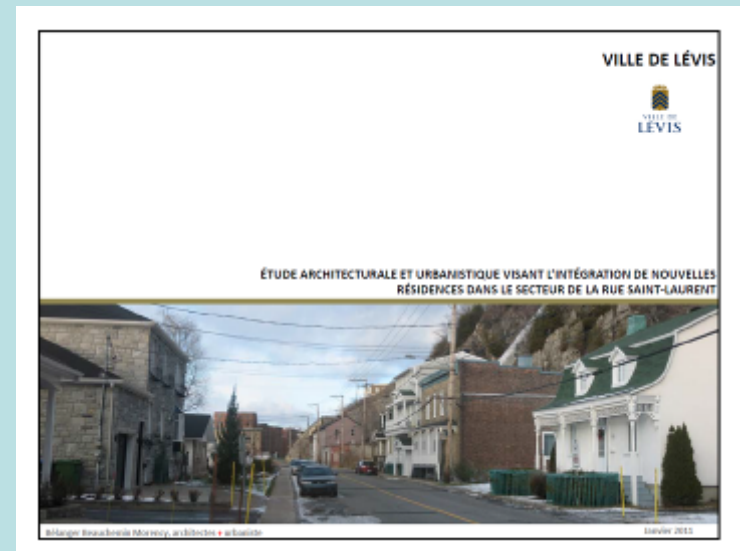 VILLE DE LÉVIS
VILLE DE
LÉVIS
ÉTUDE ARCHITECTURALE ET URBANISTIQUE VISANT L'INTÉGRATION DE NOUVELLES
RÉSIDENCES DANS LE SECTEUR DE LA RUE SAINT-LAURENT
Bélanger Beauchemin Morency, architectes + urbaniste
Janvier 2011